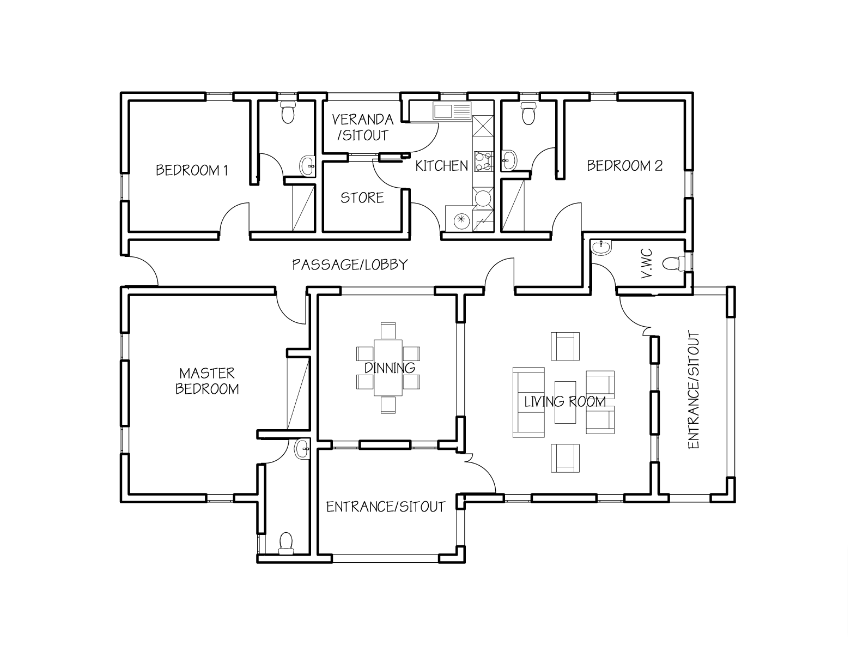 VERANDA
/SITOUT
BEDROOM 1
KITCHEN
BEDROOM 2
STORE
PASSAGE/LOBBY
V.WC
MASTER
BEDROOM
DINNING
LIVING ROOM
ENTRANCE/SITOUT
ENTRANCE/SITOUT